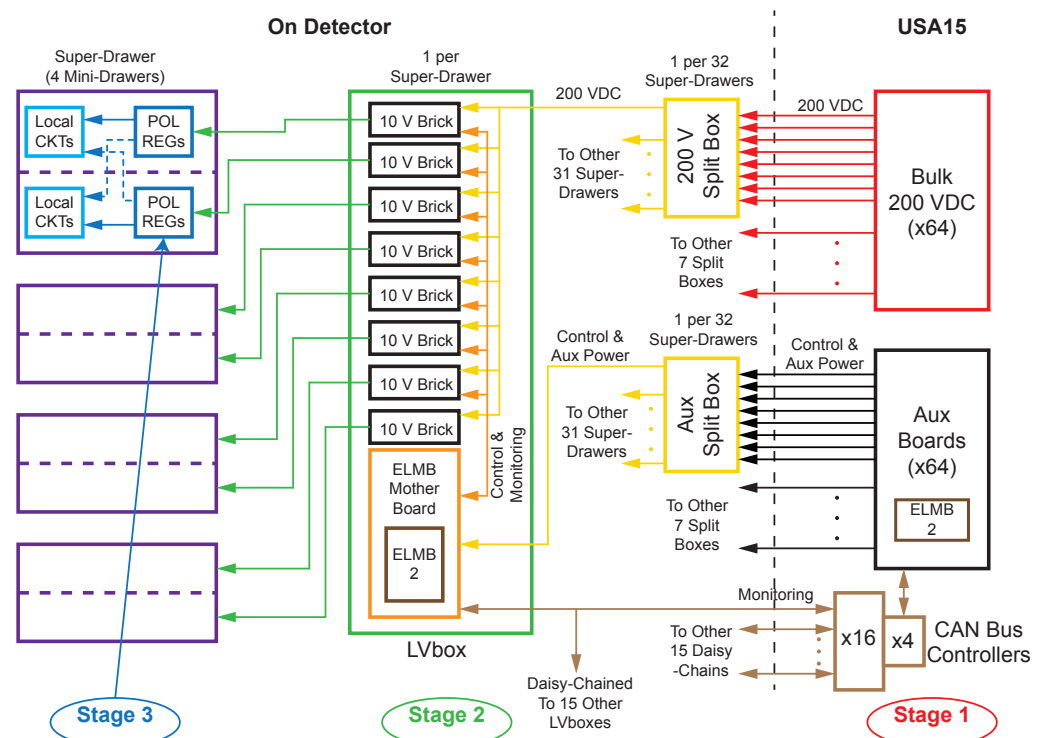 On Detector
USA15
Super-Drawer
(4 Mini-Drawers)
1 per
Super-Drawer
1 per 32
Super-Drawers
200 VDC
200 VDC
Local
CKTs
POL
REGs
Local
CKTs
POL
REGs
10 V Brick
10 V Brick
10 V Brick
10 V Brick
10 V Brick
10 V Brick
10 V Brick
10 V Brick
To Other
31 Super-
Drawers
200 V
Split Box
Bulk
200 VDC
(x64)
To Other
7 Split
Boxes
1 per 32
Super-Drawers
Control &
Aux Power
Control &
Aux Power
To Other
31 Super-
Drawers
Aux
Split Box
Aux
Boards
(x64)
ELMB
2
To Other
7 Split
Boxes
Control &
Monitoring
ELMB
Mother
Board
ELMB
2
LVbox
Monitoring
To Other
15 Daisy
-Chains
x16
x4
CAN Bus
Controllers
Daisy-Chained
To 15 Other
LVboxes
Stage 3
Stage 2
Stage 1